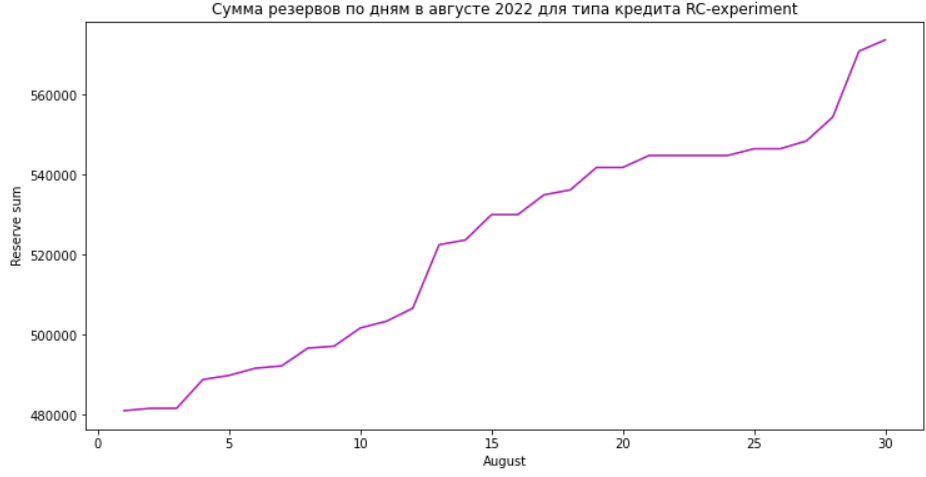 Сумма резервов по дням в августе 2022 для типа кредита RC-experiment
560000
540000
520000
500000
480000
Reserve sum
0 5 10 15 20 25 30
August